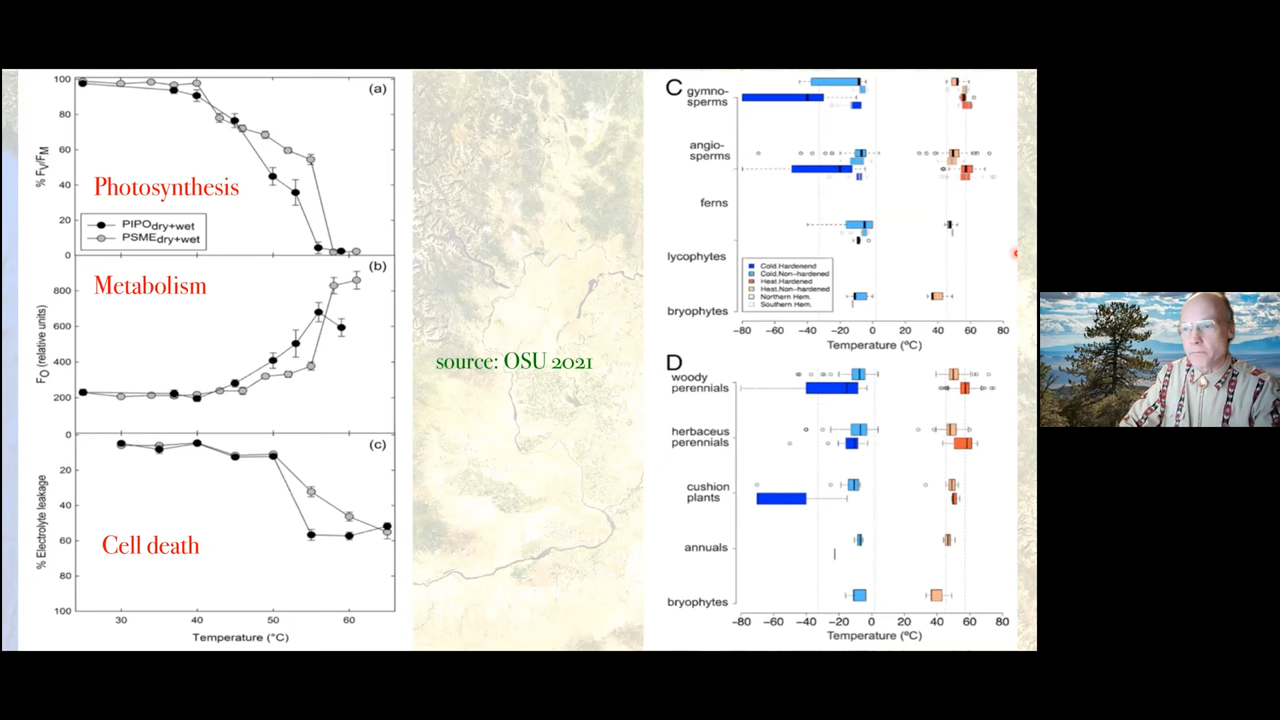 100
80
60
40
20
0
% FV/FM
(a)
Photosynthesis
PIPOdry+wet
PSMEdry+wet
(b)
Metabolism
800
600
400
200
FO (relative units)
(c)
0
20
40
60
80
100
% Electrolyte leakage
Cell death
30 40 50 60
Temperature (°C)
source: OSU 2021
C
gymno-
sperms
angio-
sperms
ferns
lycophytes
bryophytes
Cold.Hardenend
Cold.Non-hardened
Heat.Hardened
Heat.Non-hardened
Northern Hem.
Southern Hem.
−80 −60 −40 −20 0 20 40 60 80
Temperature (ºC)
D
woody
perennials
herbaceus
perennials
cushion
plants
annuals
bryophytes
−80 −60 −40 −20 0 20 40 60 80
Temperature (ºC)